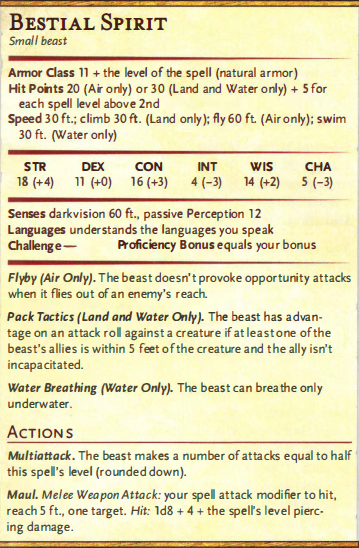 BESTIAL SPIRIT
Small beast
Armor Class 11 + the level of the spell (natural armor)
Hit Points 20 (Air only) or 30 (Land and Water only) + 5 for
each spell level above 2nd
Speed 30 ft.; climb 30 ft. (Land only); fly 60 ft. (Air only); swim
30 ft. (Water only)
STR DEX CON INT WIS CHA
18 (+4) 11 (+0) 16 (+3) 4 (−3) 14 (+2) 5 (−3)
Senses darkvision 60 ft., passive Perception 12
Languages understands the languages you speak
Challenge — Proficiency Bonus equals your bonus
Flyby (Air Only). The beast doesn't provoke opportunity attacks
when it flies out of an enemy's reach.
Pack Tactics (Land and Water Only). The beast has advan-
tage on an attack roll against a creature if at least one of the
beast's allies is within 5 feet of the creature and the ally isn't
incapacitated.
Water Breathing (Water Only). The beast can breathe only
underwater.
ACTIONS
Multiattack. The beast makes a number of attacks equal to half
this spell's level (rounded down).
Maul. Melee Weapon Attack: your spell attack modifier to hit,
reach 5 ft., one target. Hit: 1d8 + 4 + the spell's level pierc-
ing damage.